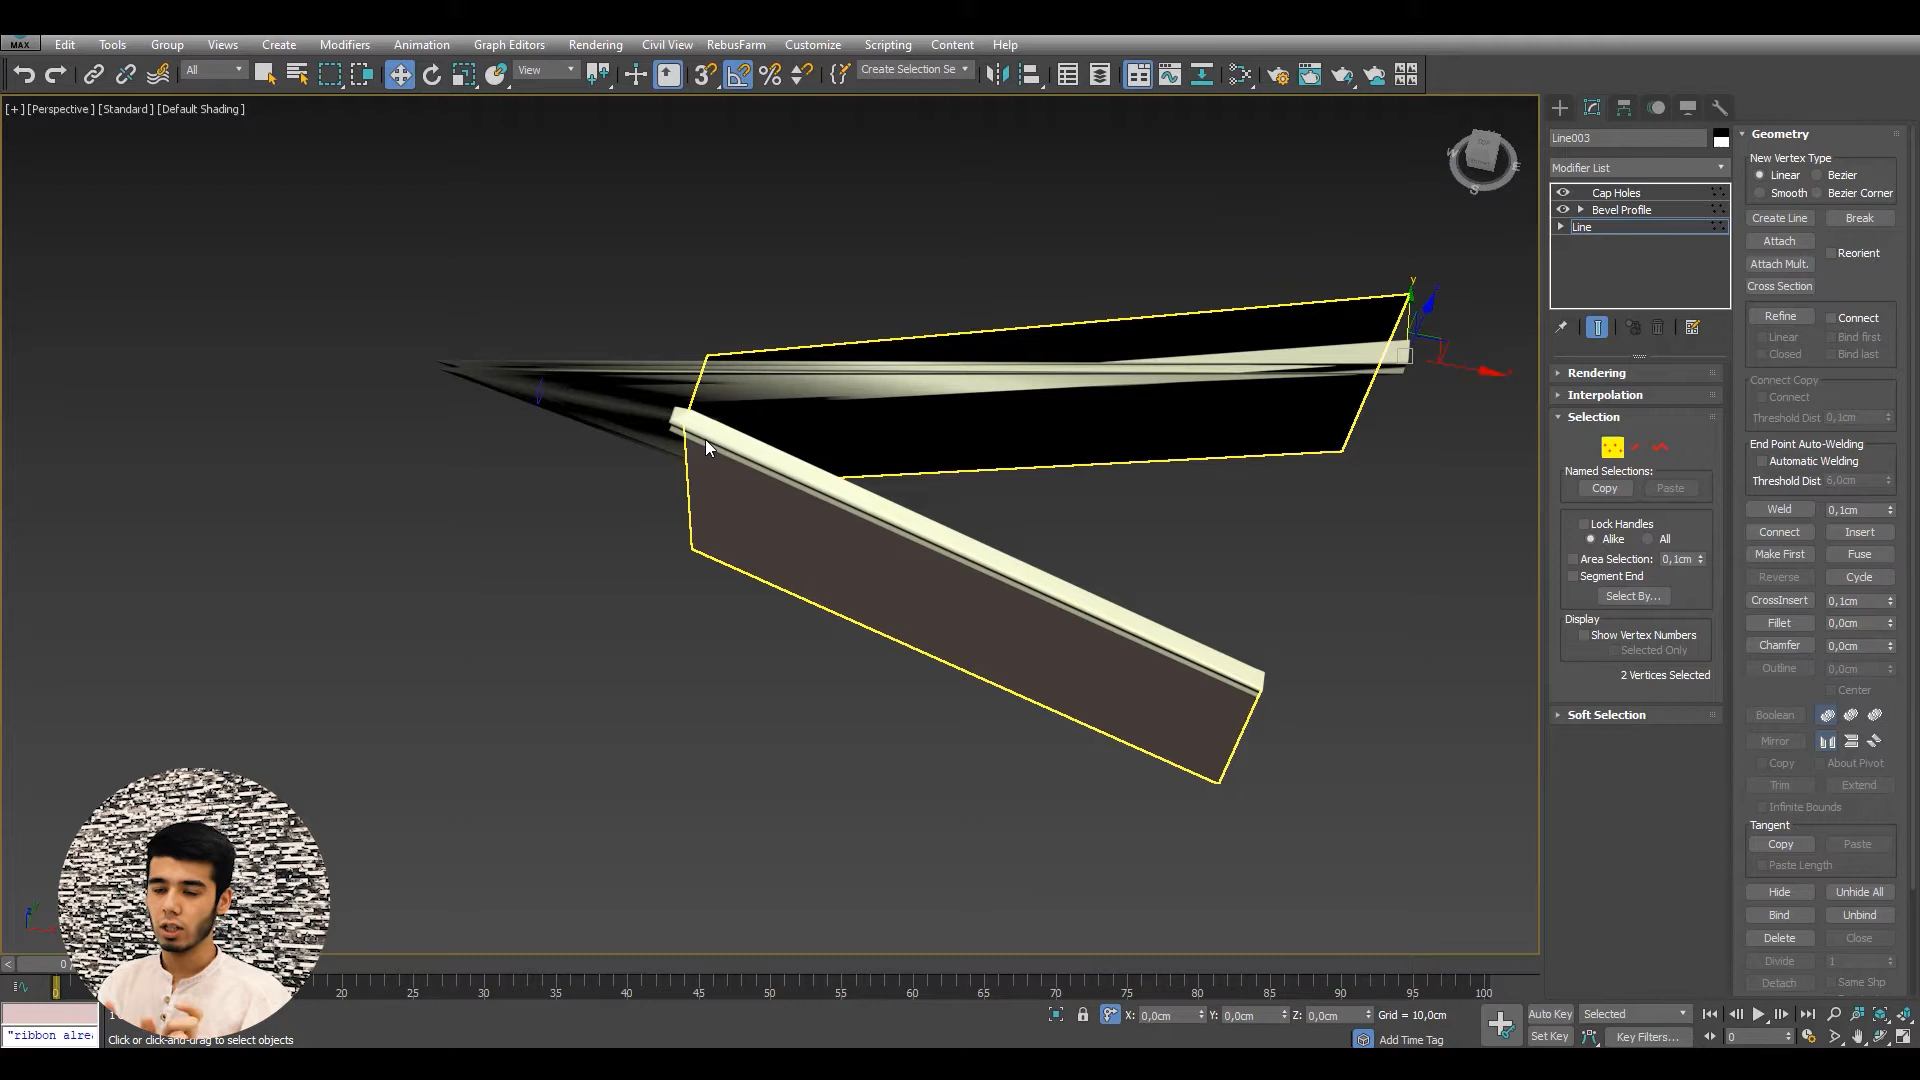 MAX File Edit Tools Group Views Create Modifiers Animation Graph Editors Rendering Civil View RebusFarm Customize Scripting Content Help
All View Create Selection Se
[+] [Perspective] [Standard] [Default Shading]
Line003
Modifier List
Cap Holes
Bevel Profile
Line
Rendering
Interpolation
Selection
Named Selections:
Copy Paste
Lock Handles
Alike All
Area Selection: 0,1cm
Segment End
Select By...
Display
Show Vertex Numbers
Selected Only
2 Vertices Selected
Soft Selection
Geometry
New Vertex Type
Linear Bezier
Smooth Bezier Corner
Create Line Break
Attach
Reorient
Attach Mult.
Cross Section
Refine Connect
Linear Bind first
Closed Bind last
Connect Copy
Connect
Threshold Dist 0,1cm
End Point Auto-Welding
Automatic Welding
Threshold Dist 6,0cm
Weld 0,1cm
Connect Insert
Make First Fuse
Reverse Cycle
CrossInsert 0,1cm
Fillet 0,0cm
Chamfer 0,0cm
Outline 0,0cm
Center
Boolean
Mirror
Copy About Pivot
Trim Extend
Infinite Bounds
Tangent
Copy Paste
Paste Length
Hide Unhide All
Bind Unbind
Delete Close
Divide 1
Detach Same Shp
W E S
y
z
0
0 20 25 30 35 40 45 50 55 60 65 70 75 80 85 90 95 100
X: 0,0cm Y: 0,0cm Z: 0,0cm Grid = 10,0cm
Auto Key Selected
"ribbon alre
Click or click-and-drag to select objects
Add Time Tag
Set Key Key Filters... 0